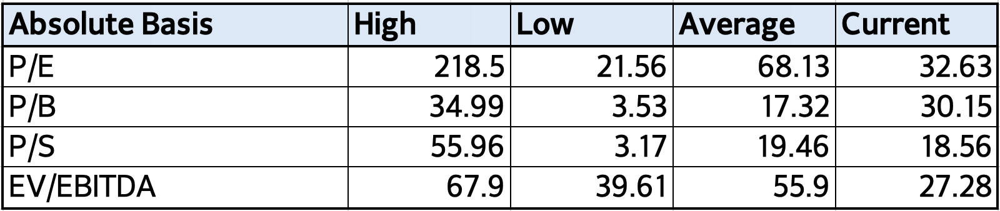 Absolute Basis High Low Average Current
P/E 218.5 21.56 68.13 32.63
P/B 34.99 3.53 17.32 30.15
P/S 55.96 3.17 19.46 18.56
EV/EBITDA 67.9 39.61 55.9 27.28